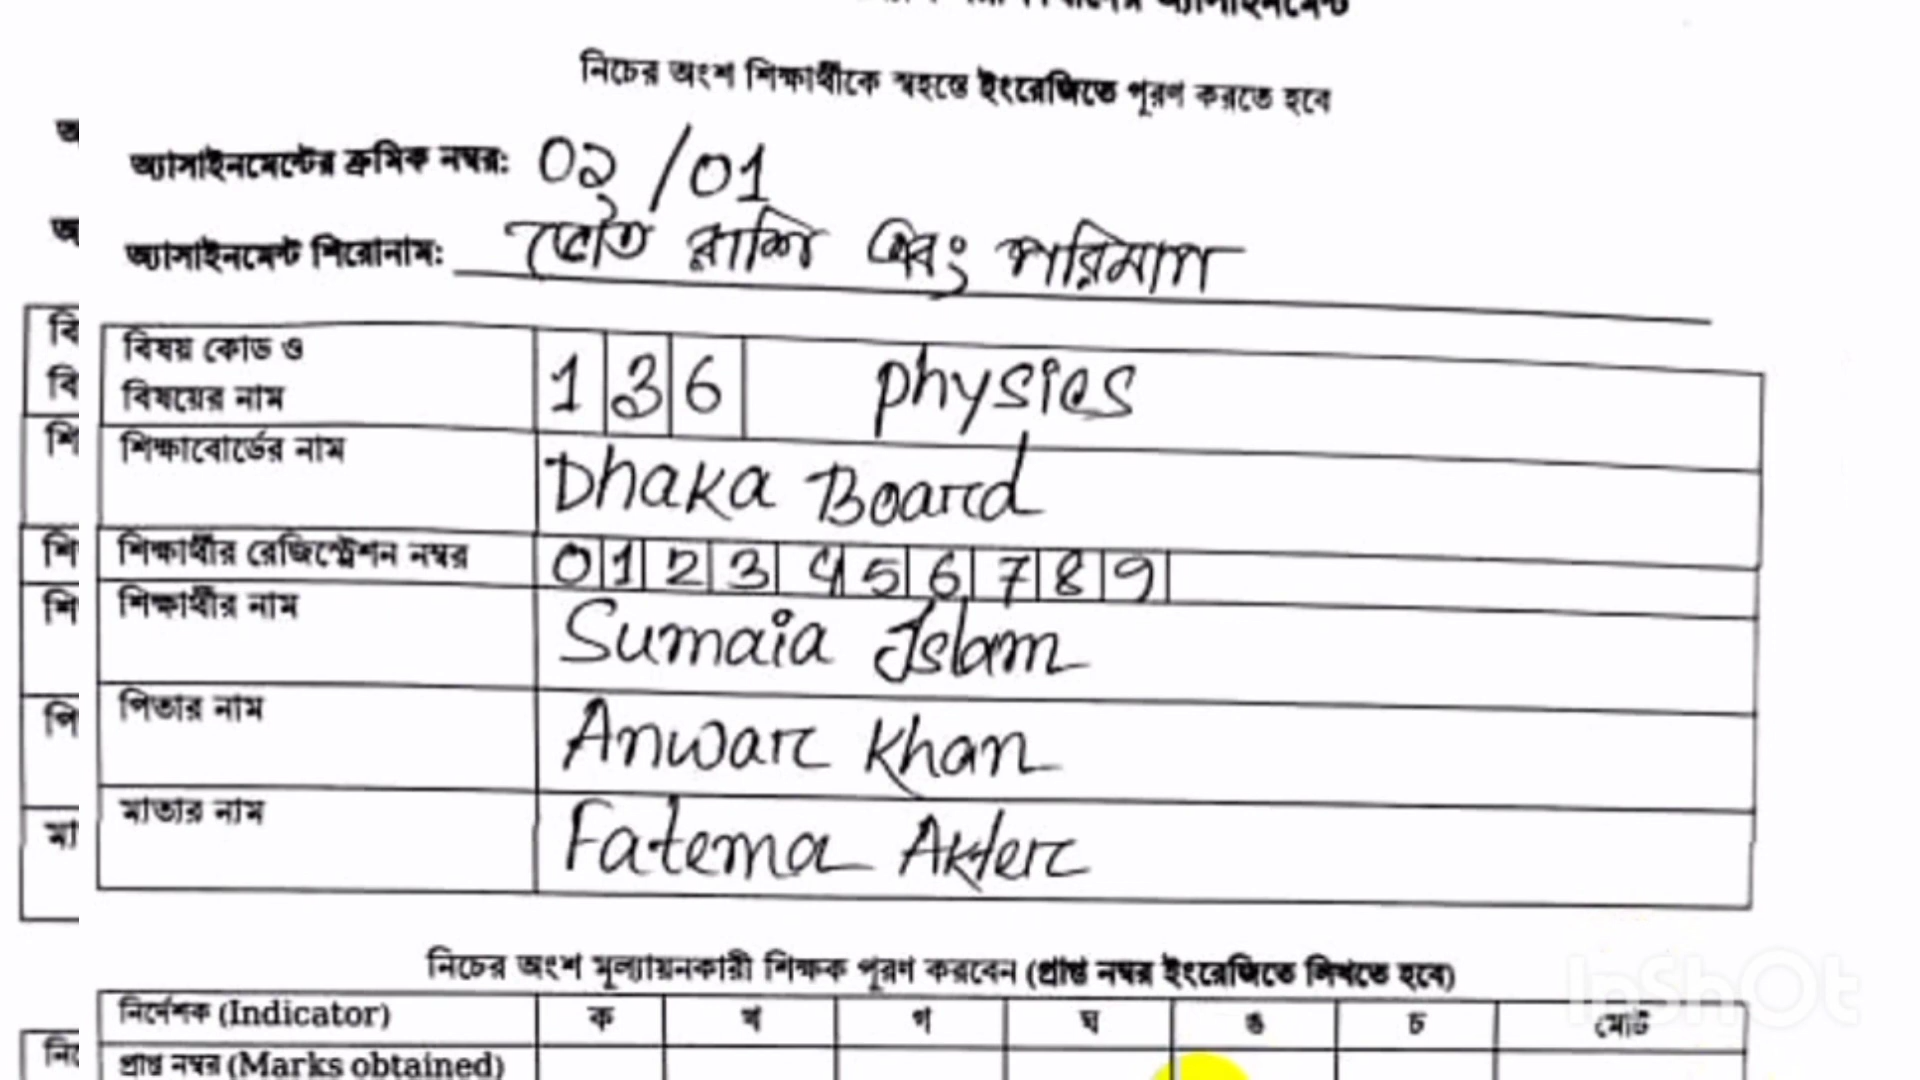 অ্যাসাইনমেন্ট
নিচের অংশ শিক্ষার্থীকে স্বহস্তে ইংরেজিতে পূরণ করতে হবে
অ্যাসাইনমেন্টের ক্রমিক নম্বর: 02/01
অ্যাসাইনমেন্ট শিরোনাম: ভৌত রাশি এবং পরিমাপ
বিষয় কোড ও
বিষয়ের নাম 1 3 6 Physics
শিক্ষাবোর্ডের নাম Dhaka Board
শিক্ষার্থীর রেজিস্ট্রেশন নম্বর 0 1 2 3 4 5 6 7 8 9
শিক্ষার্থীর নাম Sumaia Islam
পিতার নাম Anwar Khan
মাতার নাম Fatema Akter
নিচের অংশ মূল্যায়নকারী শিক্ষক পূরণ করবেন (প্রাপ্ত নম্বর ইংরেজিতে লিখতে হবে)
নির্দেশক (Indicator) ক খ গ ঘ ঙ চ মোট
প্রাপ্ত নম্বর (Marks obtained)
InShOt